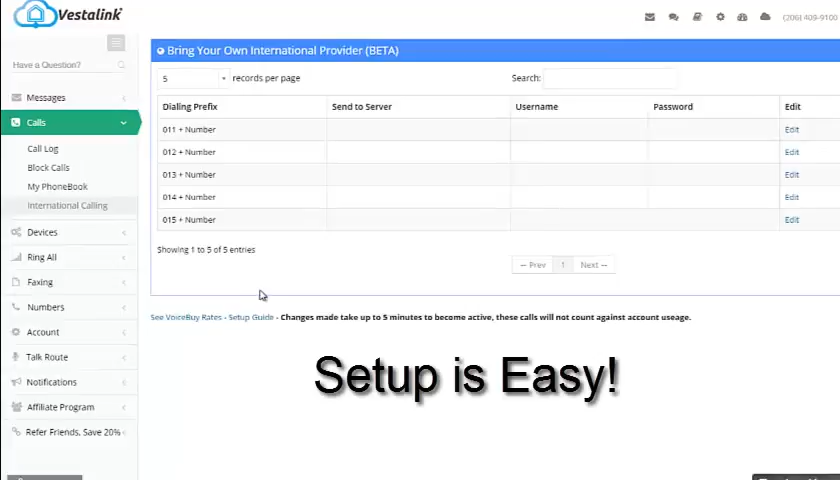 Vestalink
(206) 409-9100
Have a Question?
Messages
Calls
Call Log
Block Calls
My PhoneBook
International Calling
Devices
Ring All
Faxing
Numbers
Account
Talk Route
Notifications
Affiliate Program
Refer Friends, Save 20%
Bring Your Own International Provider (BETA)
5 records per page Search:
Dialing Prefix Send to Server Username Password Edit
011 + Number Edit
012 + Number Edit
013 + Number Edit
014 + Number Edit
015 + Number Edit
Showing 1 to 5 of 5 entries
← Prev 1 Next →
See VoiceBuy Rates - Setup Guide - Changes made take up to 5 minutes to become active, these calls will not count against account useage.
Setup is Easy!